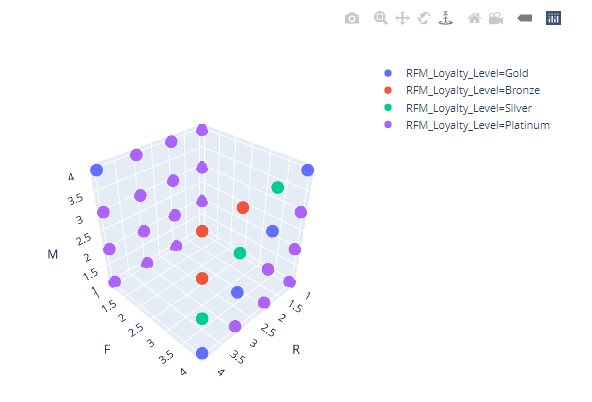 RFM_Loyalty_Level=Gold
RFM_Loyalty_Level=Bronze
RFM_Loyalty_Level=Silver
RFM_Loyalty_Level=Platinum
z
4
3.5
3
2.5
2
1.5
1
M
1
1.5
2
2.5
3
3.5
4
F
1
1.5
2
2.5
3
3.5
4
R